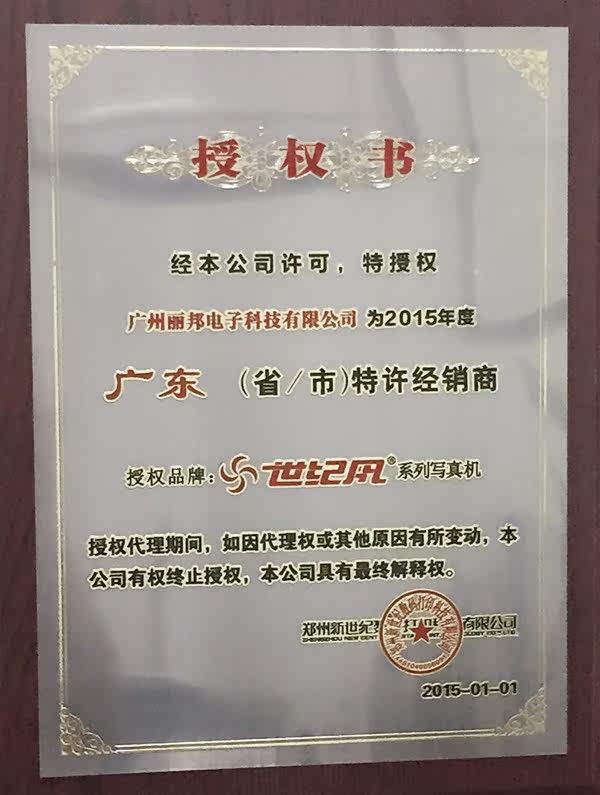 授权书
经本公司许可，特授权
广州丽邦电子科技有限公司 为2015年度
广东 (省/市)特许经销商
授权品牌：世纪风®系列写真机
授权代理期间，如因代理权或其他原因有所变动，本
公司有权终止授权，本公司具有最终解释权。
郑州新世纪 有限公司
2015-01-01